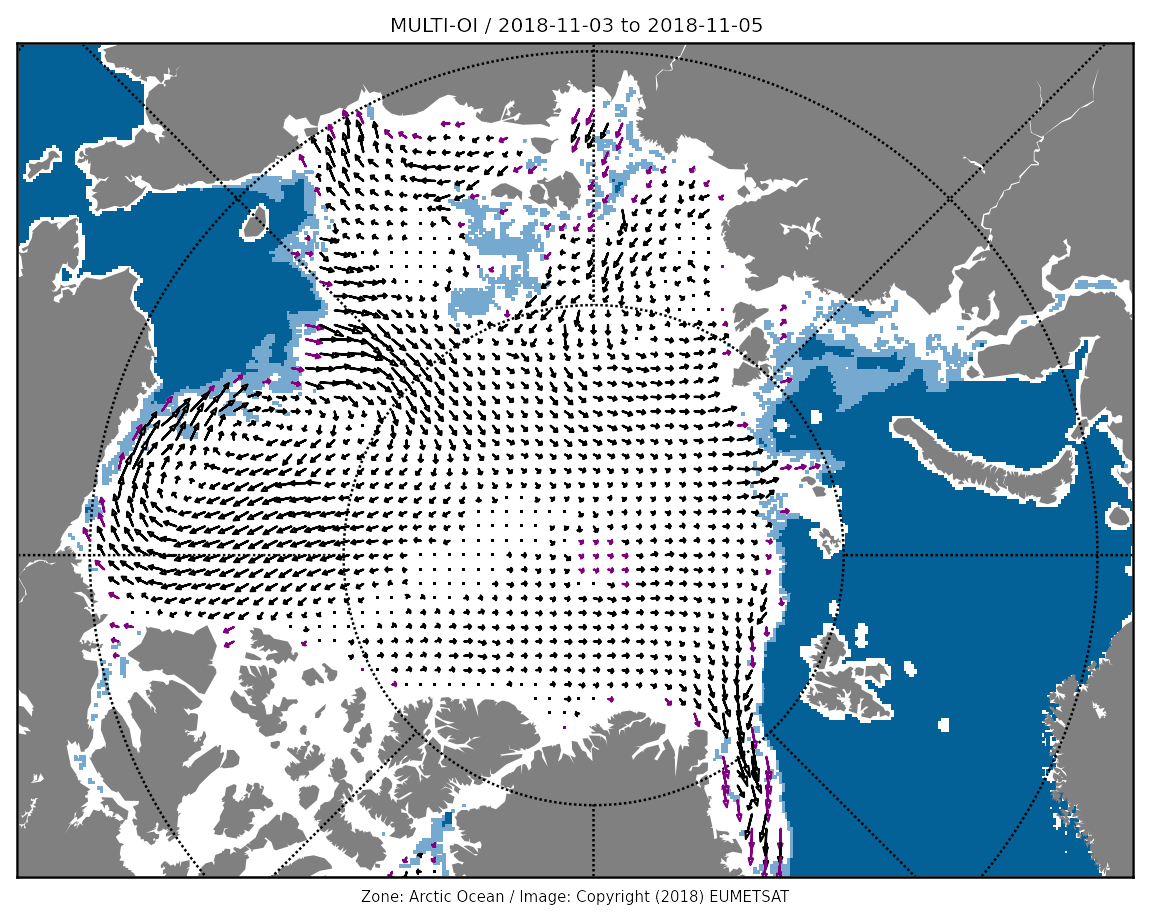 MULTI-OI / 2018-11-03 to 2018-11-05
Zone: Arctic Ocean / Image: Copyright (2018) EUMETSAT